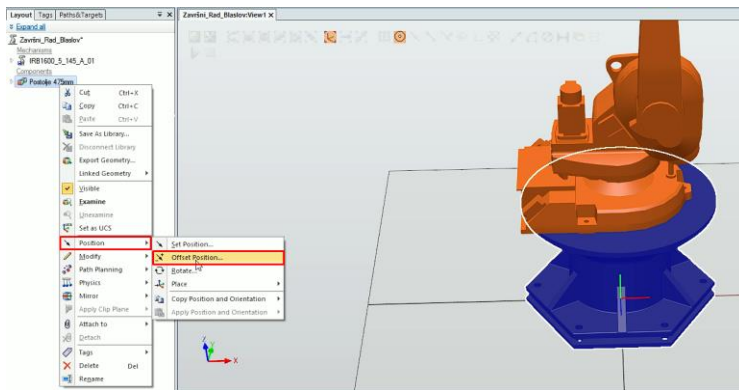 Layout Tags Paths&Targets
Završni_Rad_Blaslov:View1 X
Expand all
Završni_Rad_Blaslov*
Mechanisms
IRB1600_5_145_A_01
Components
Postolje 475mm
Cut Ctrl+X
Copy Ctrl+C
Paste Ctrl+V
Save As Library...
Disconnect Library
Export Geometry...
Linked Geometry
Visible
Examine
Unexamine
Set as UCS
Position
Set Position...
Modify
Offset Position...
Path Planning
Rotate...
Physics
Place
Mirror
Copy Position and Orientation
Apply Clip Plane
Apply Position and Orientation
Attach to
Detach
Tags
Delete Del
Rename
Z
Y
X